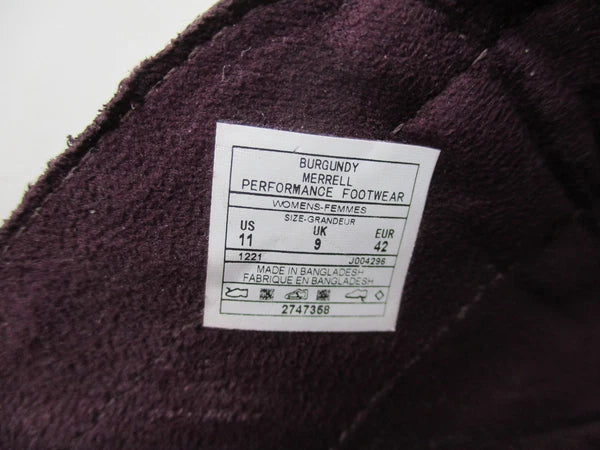 BURGUNDY
MERRELL
PERFORMANCE FOOTWEAR
WOMENS-FEMMES
SIZE-GRANDEUR
US UK EUR
11 9 42
1221 J004296
MADE IN BANGLADESH
FABRIQUE EN BANGLADESH
2747358